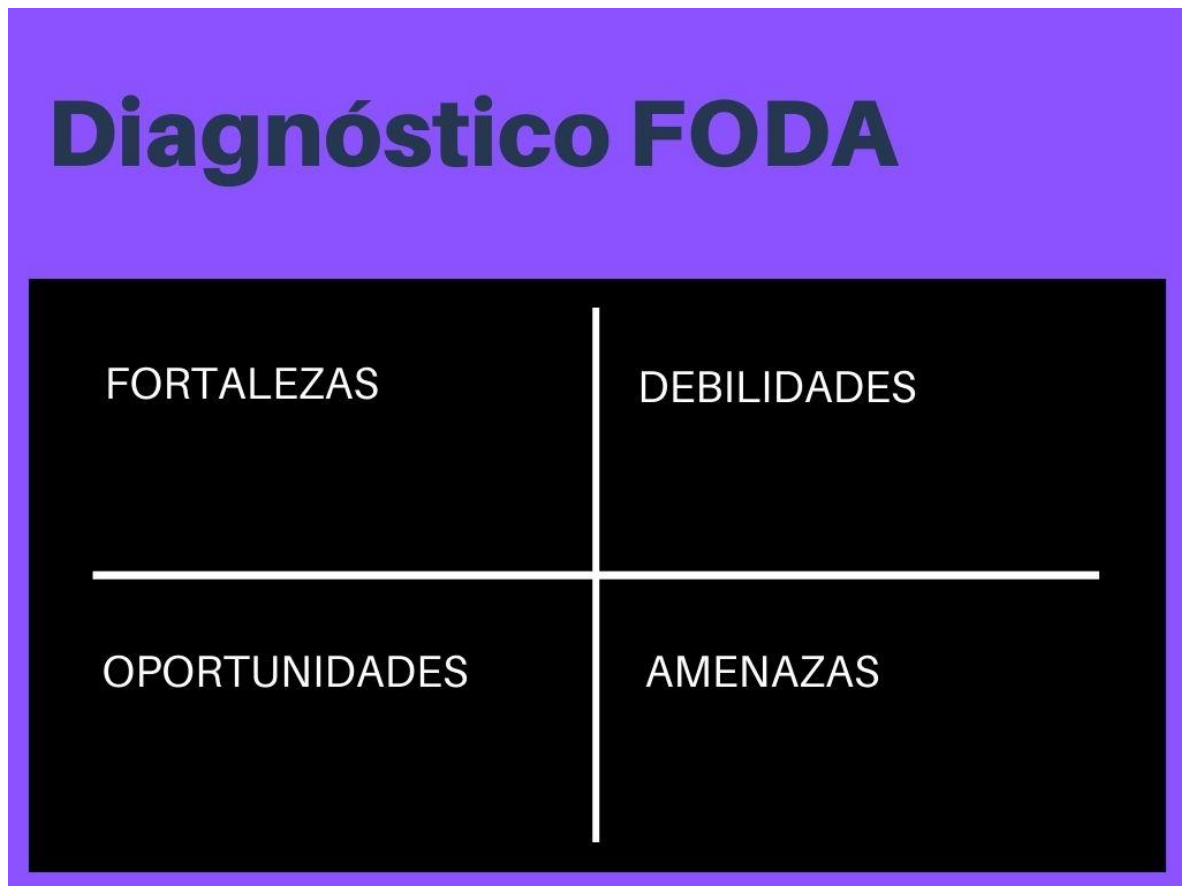 Diagnóstico FODA
FORTALEZAS
DEBILIDADES
OPORTUNIDADES
AMENAZAS